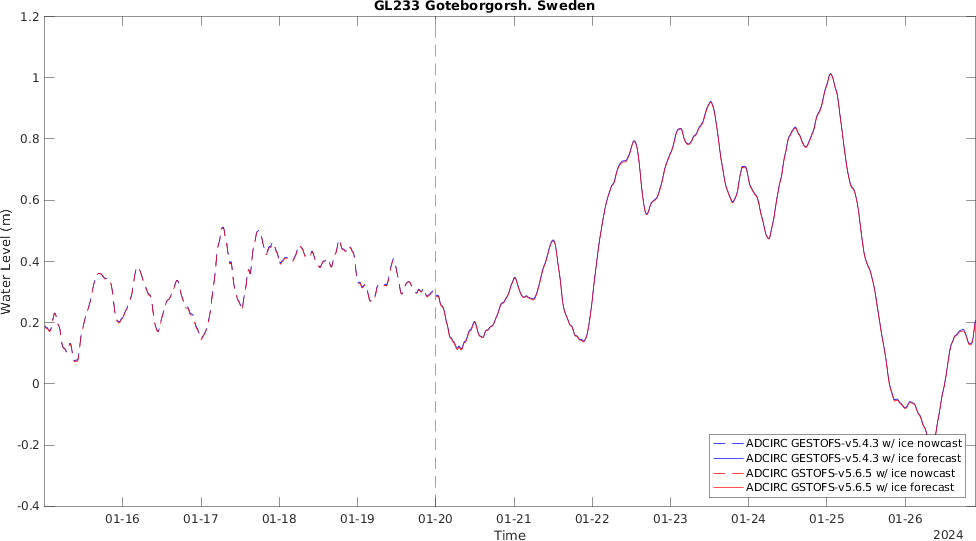 GL233 Goteborgorsh. Sweden
1.2
1
0.8
0.6
0.4
0.2
0
-0.2
-0.4
Water Level (m)
ADCIRC GESTOFS-v5.4.3 w/ ice nowcast
ADCIRC GESTOFS-v5.4.3 w/ ice forecast
ADCIRC GSTOFS-v5.6.5 w/ ice nowcast
ADCIRC GSTOFS-v5.6.5 w/ ice forecast
01-16 01-17 01-18 01-19 01-20 01-21 01-22 01-23 01-24 01-25 01-26
Time
2024